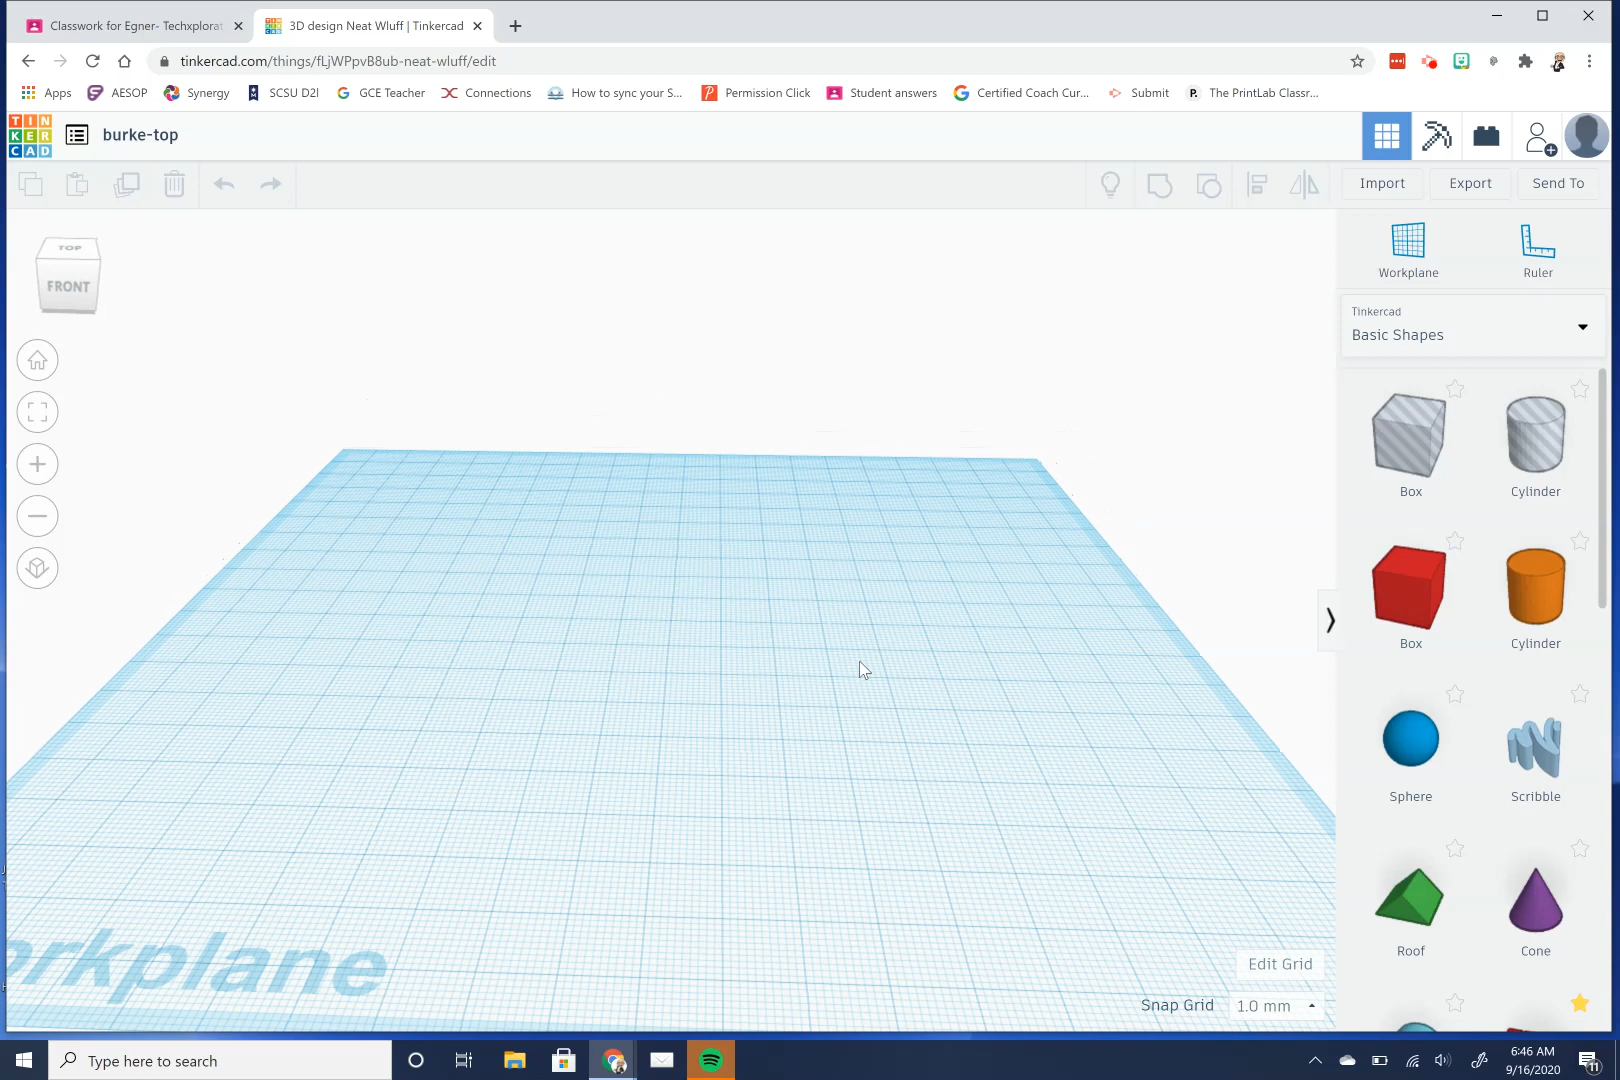 Classwork for Egner- Techxplorat
3D design Neat Wluff | Tinkercad
tinkercad.com/things/fLjWPpvB8ub-neat-wluff/edit
Apps
AESOP
Synergy
SCSU D2l
GCE Teacher
Connections
How to sync your S...
Permission Click
Student answers
Certified Coach Cur...
Submit
The PrintLab Classr...
TIN
KER
CAD
burke-top
Import
Export
Send To
TOP
FRONT
Workplane
Ruler
Tinkercad
Basic Shapes
Box
Cylinder
Box
Cylinder
Sphere
Scribble
Roof
Cone
orkplane
Edit Grid
Snap Grid
1.0 mm
Type here to search
6:46 AM
9/16/2020
11